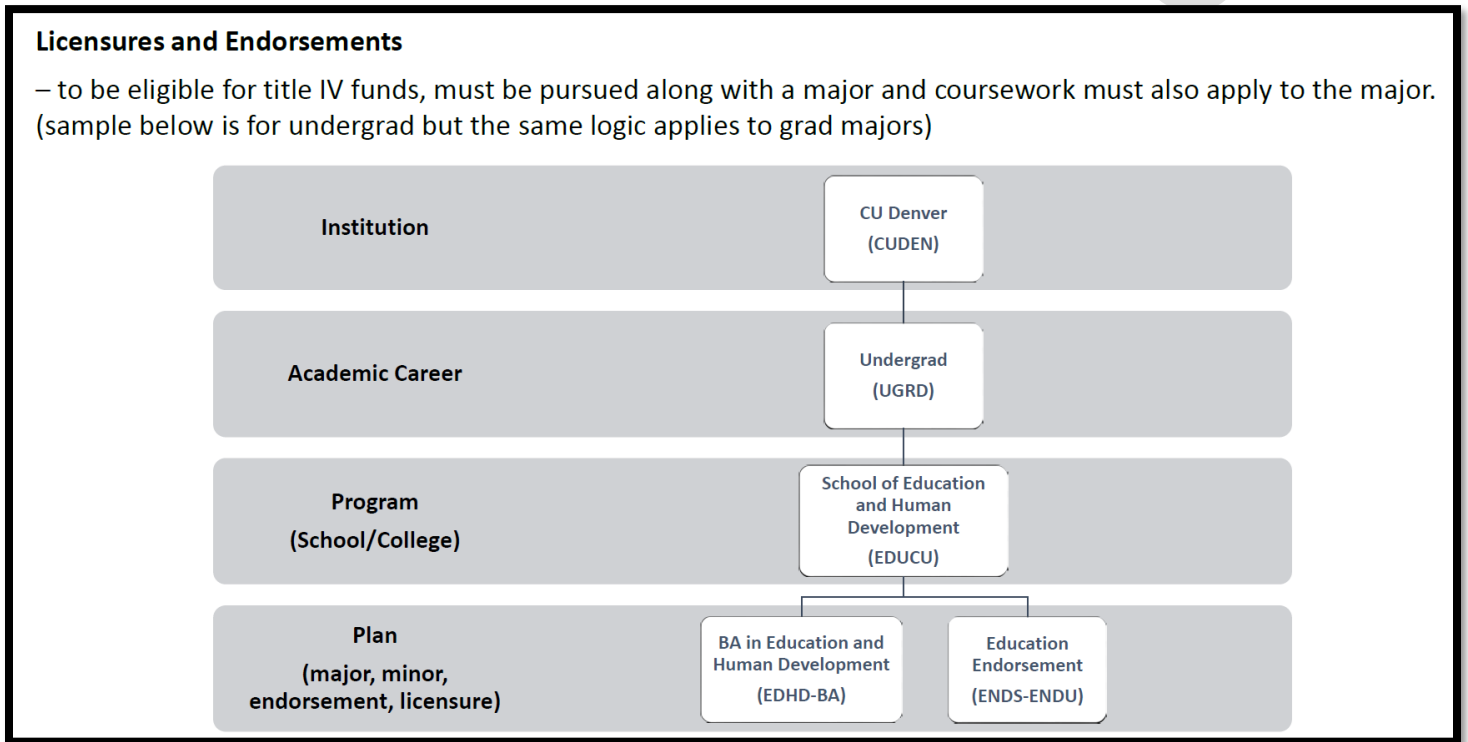 Licensures and Endorsements
– to be eligible for title IV funds, must be pursued along with a major and coursework must also apply to the major.
(sample below is for undergrad but the same logic applies to grad majors)
Institution
CU Denver
(CUDEN)
Academic Career
Undergrad
(UGRD)
Program
(School/College)
School of Education
and Human
Development
(EDUCU)
Plan
(major, minor,
endorsement, licensure)
BA in Education and
Human Development
(EDHD-BA)
Education
Endorsement
(ENDS-ENDU)